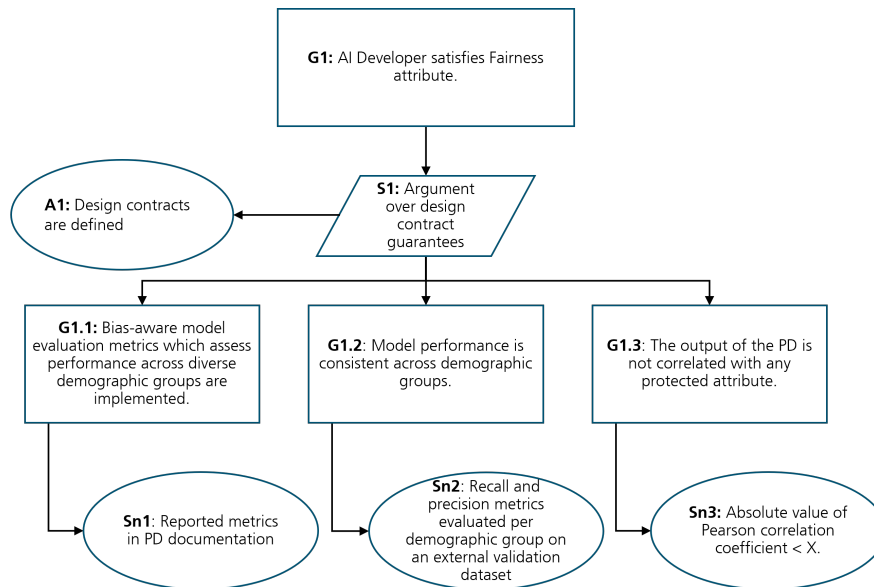 G1: AI Developer satisfies Fairness
attribute.
A1: Design contracts
are defined
S1: Argument
over design
contract
guarantees
G1.1: Bias-aware model
evaluation metrics which assess
performance across diverse
demographic groups are
implemented.
G1.2: Model performance is
consistent across demographic
groups.
G1.3: The output of the PD is
not correlated with any
protected attribute.
Sn1: Reported metrics
in PD documentation
Sn2: Recall and
precision metrics
evaluated per
demographic group on
an external validation
dataset
Sn3: Absolute value of
Pearson correlation
coefficient < X.